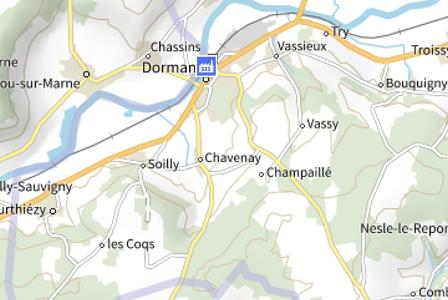 Try
Chassins
Vassieux
Troissy
rne
Dorman
ou-sur-Marne
Bouquigny
Vassy
Chavenay
Soilly
Champaillé
lly-Sauvigny
urthiézy
Nesle-le-Repon
les Coqs
Comb